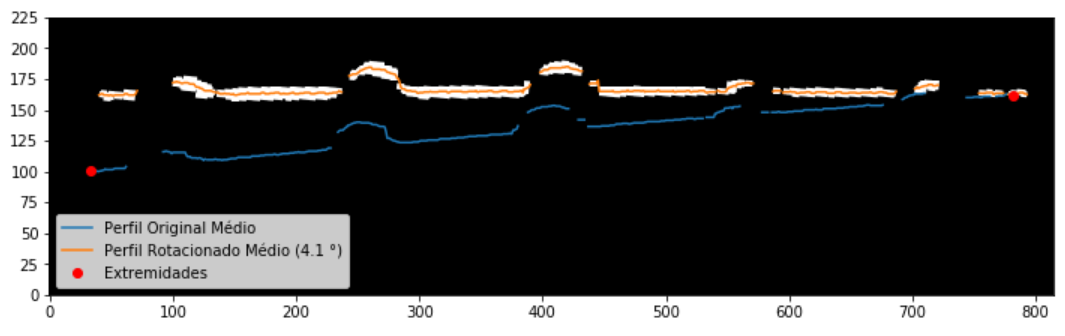 225
200
175
150
125
100
75
50
25
0
Perfil Original Médio
Perfil Rotacionado Médio (4.1 °)
Extremidades
0 100 200 300 400 500 600 700 800